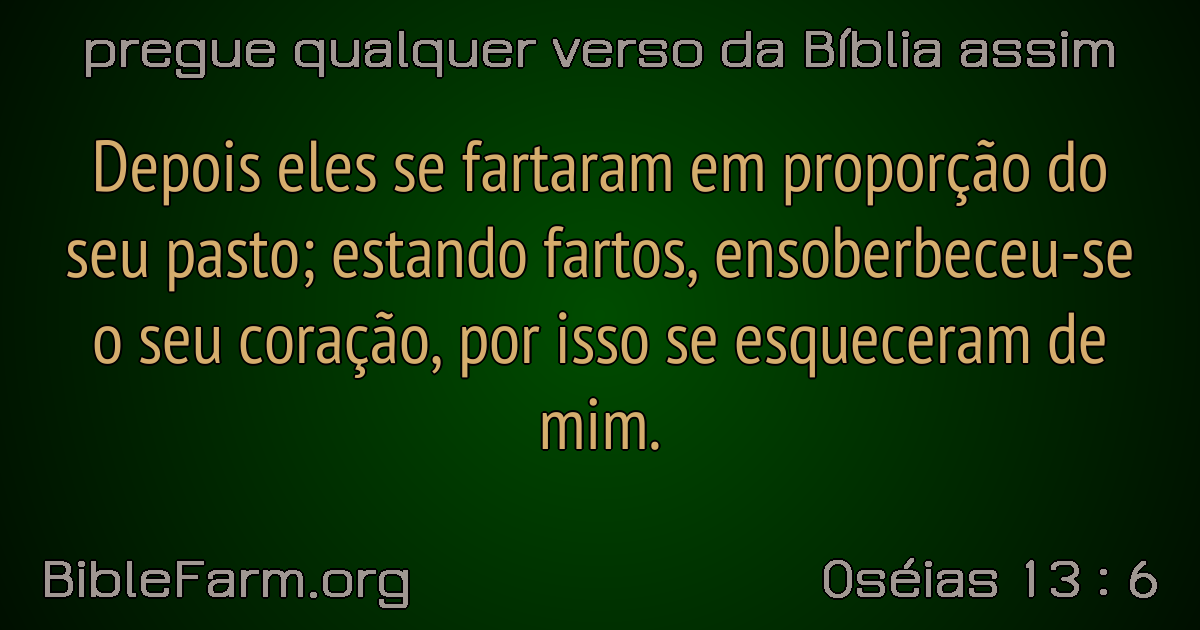 pregue qualquer verso da Bíblia assim
Depois eles se fartaram em proporção do
seu pasto; estando fartos, ensoberbeceu-se
o seu coração, por isso se esqueceram de
mim.
BibleFarm.org
Oséias 13 : 6